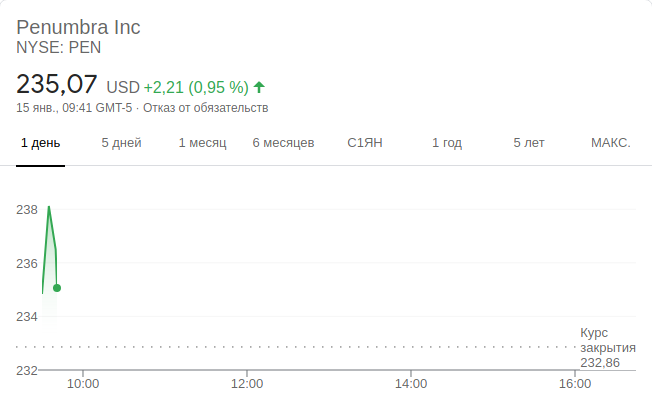 Penumbra Inc
NYSE: PEN
235,07 USD +2,21 (0,95 %)
15 янв., 09:41 GMT-5 · Отказ от обязательств
1 день 5 дней 1 месяц 6 месяцев С1ЯН 1 год 5 лет МАКС.
238
236
234
Курс
закрытия
232,86
232
10:00 12:00 14:00 16:00